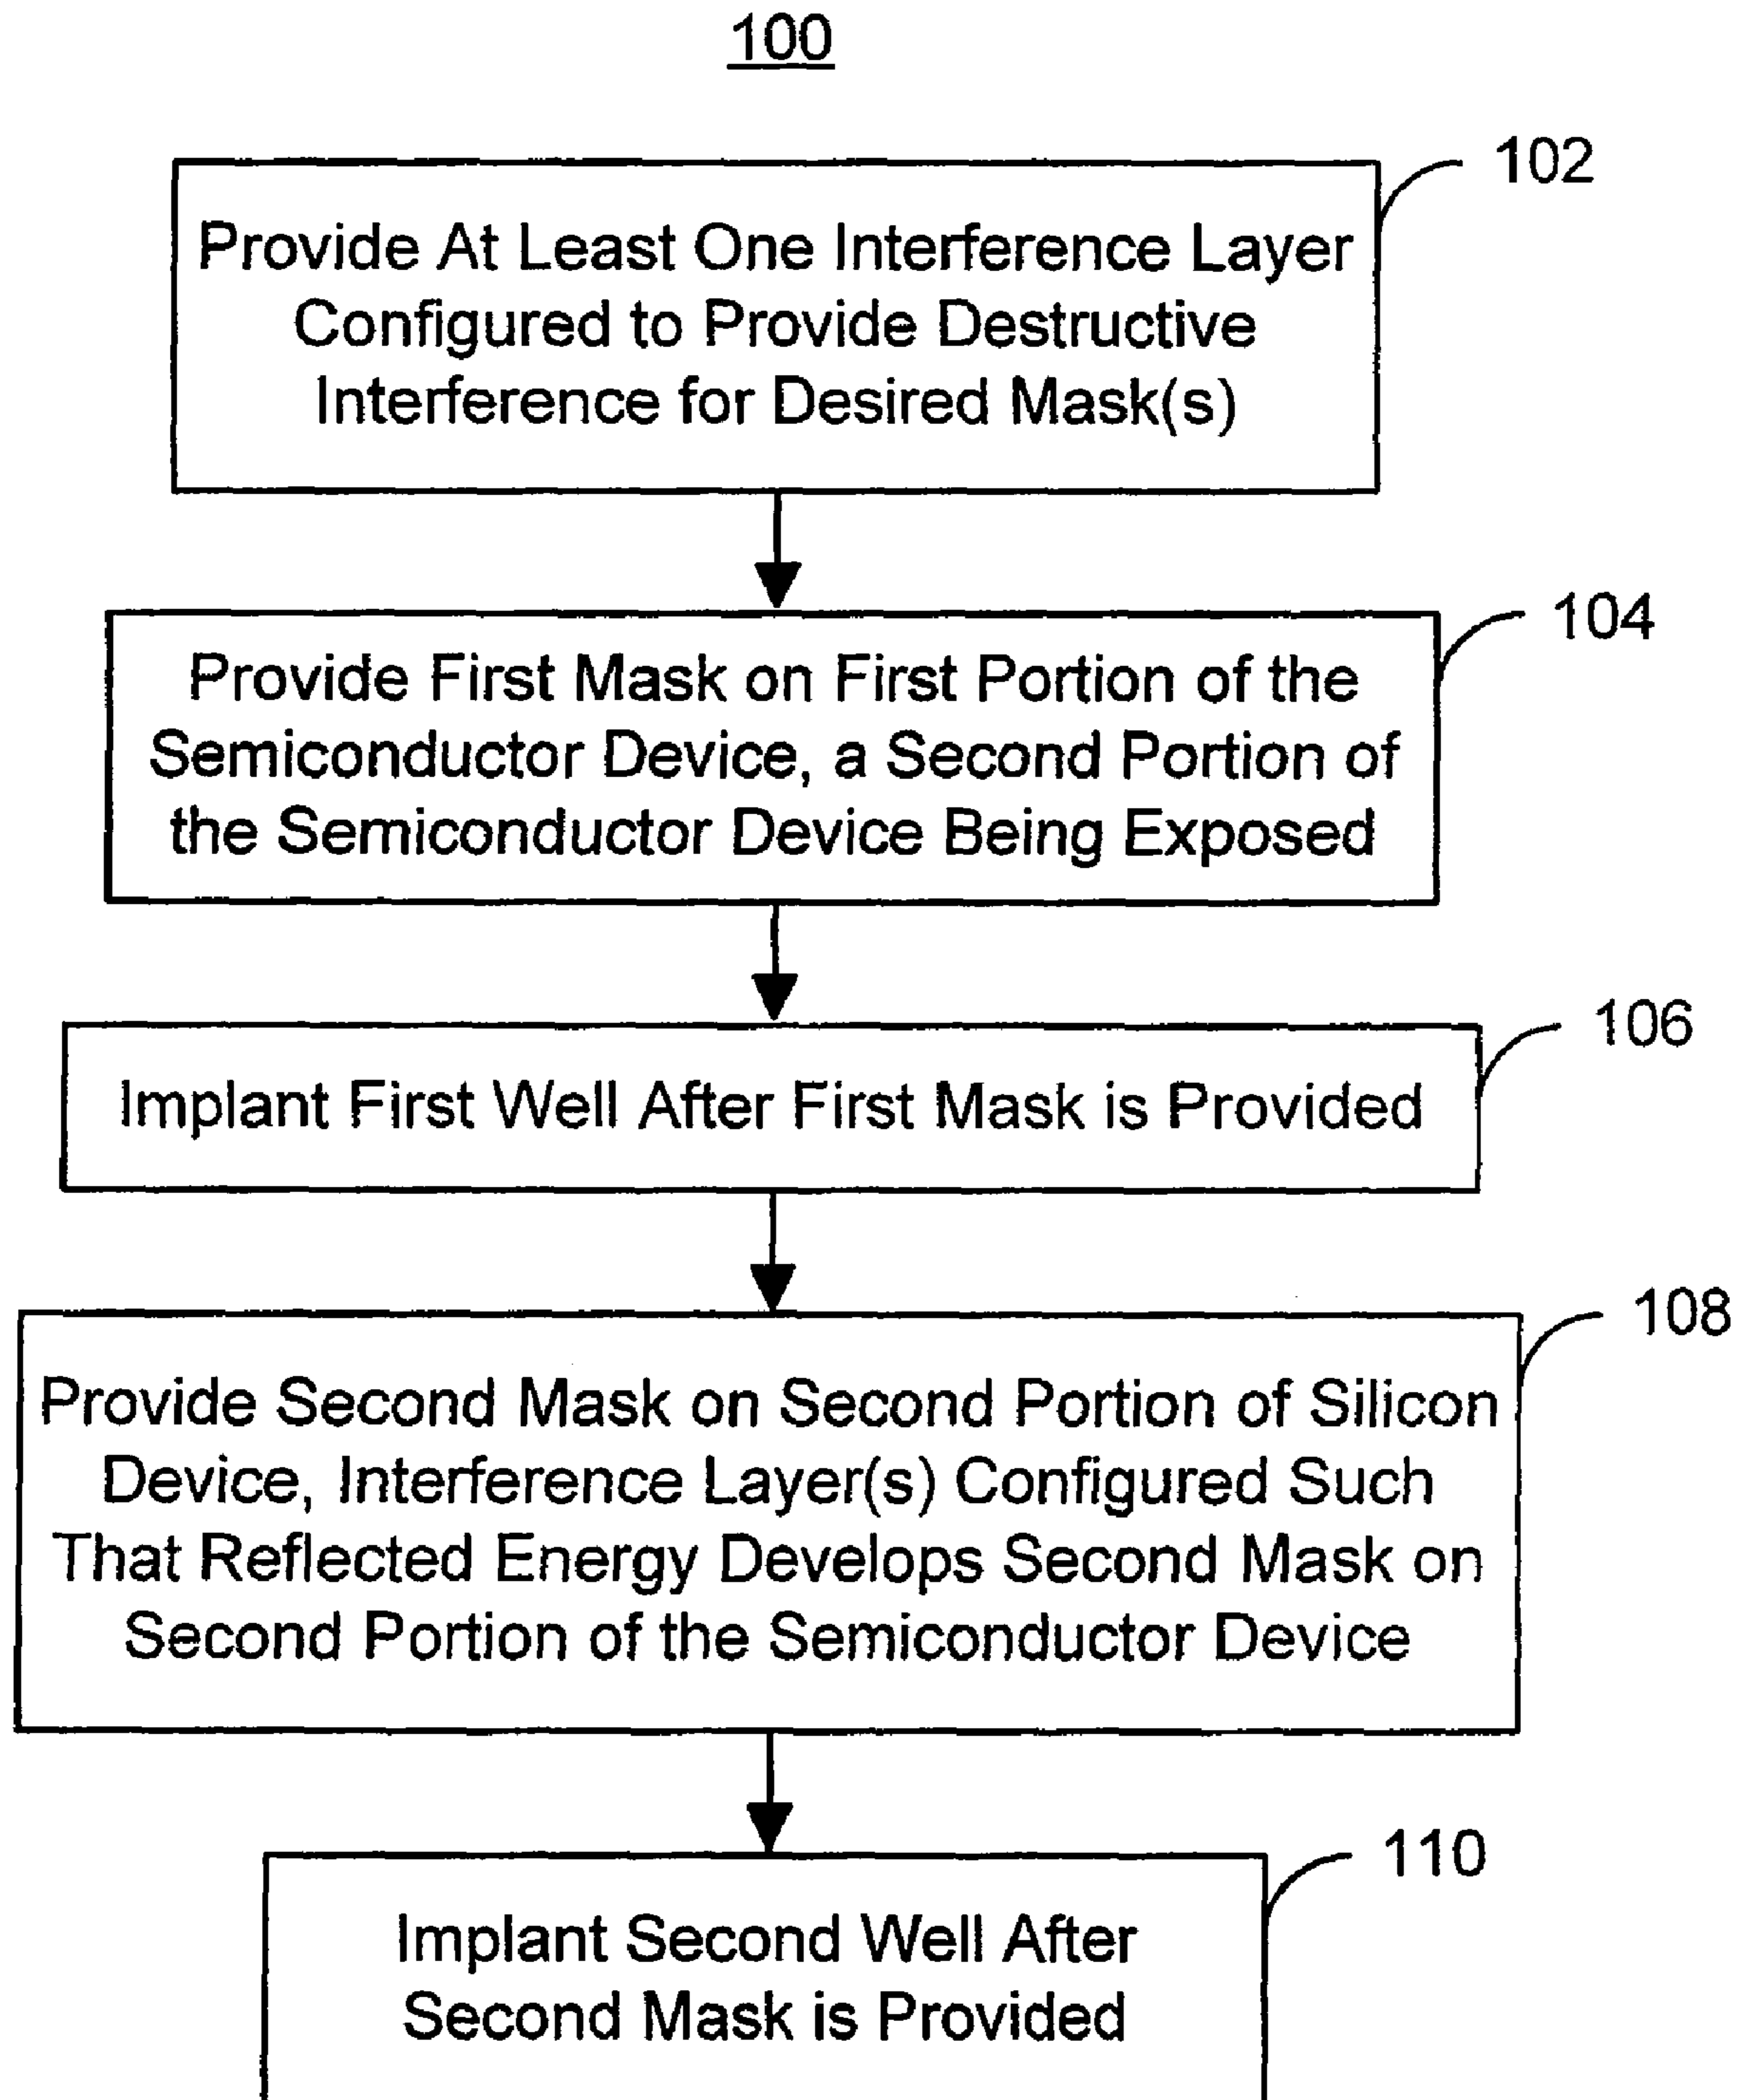 100
102
Provide At Least One Interference Layer
Configured to Provide Destructive
Interference for Desired Mask(s)
104
Provide First Mask on First Portion of the
Semiconductor Device, a Second Portion of
the Semiconductor Device Being Exposed
106
Implant First Well After First Mask is Provided
108
Provide Second Mask on Second Portion of Silicon
Device, Interference Layer(s) Configured Such
That Reflected Energy Develops Second Mask on
Second Portion of the Semiconductor Device
110
Implant Second Well After
Second Mask is Provided